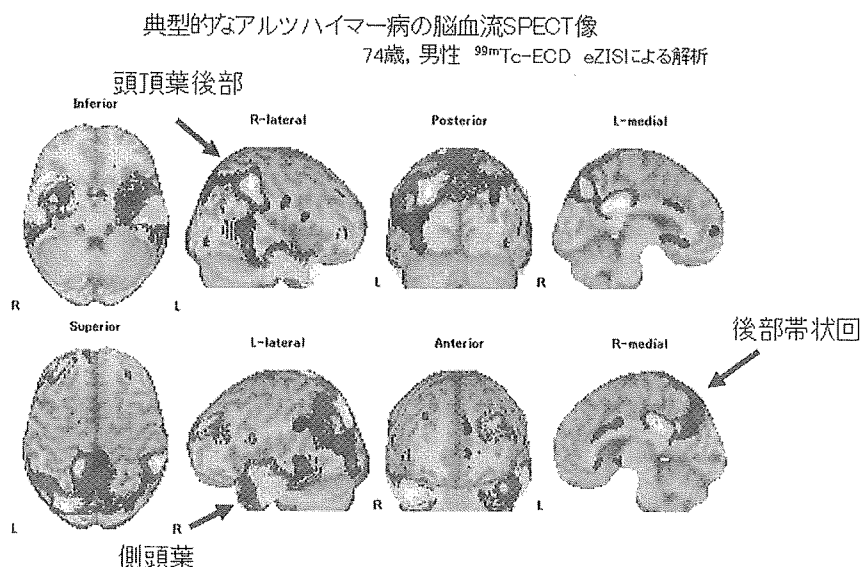 典型的なアルツハイマー病の脳血流SPECT像
74歳, 男性 99mTc-ECD eZISによる解析
頭頂葉後部
Inferior
R-lateral
Posterior
L-medial
R
L
L
R
Superior
L-lateral
Anterior
R-medial
後部帯状回
L
R
R
L
側頭葉